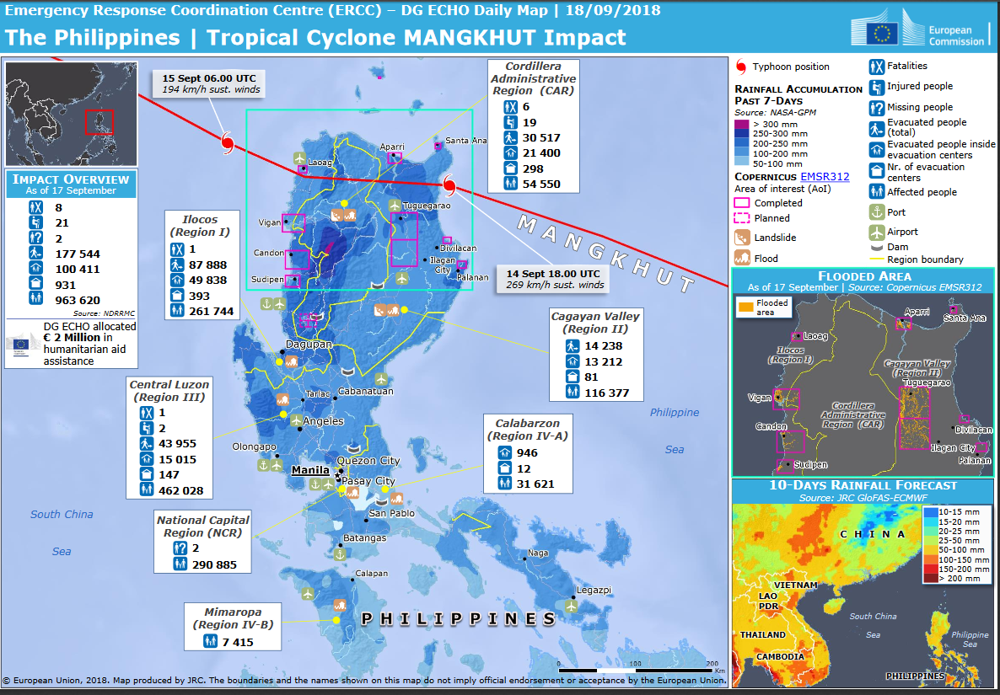 Emergency Response Coordination Centre (ERCC) – DG ECHO Daily Map | 18/09/2018
The Philippines | Tropical Cyclone MANGKHUT Impact
European
Commission
15 Sept 06.00 UTC
194 km/h sust. winds
IMPACT OVERVIEW
As of 17 September
8
21
2
177 544
100 411
931
963 620
Source: NDRRMC
DG ECHO allocated
€ 2 Million in
humanitarian aid
assistance
Cordillera
Administrative
Region (CAR)
6
19
30 517
21 400
298
54 550
Ilocos
(Region I)
1
87 888
49 838
393
261 744
14 Sept 18.00 UTC
269 km/h sust. winds
MANGKHUT
Cagayan Valley
(Region II)
14 238
13 212
81
116 377
Central Luzon
(Region III)
1
2
43 955
15 015
147
462 028
Calabarzon
(Region IV-A)
946
12
31 621
National Capital
Region (NCR)
2
290 885
Mimaropa
(Region IV-B)
7 415
Santa Ana
Aparri
Laoag
Tuguegarao
Vigan
Candon
Divilacan
Ilagan
City
Sudipen
Palanan
Dagupan
Tarlac
Cabanatuan
Angeles
Olongapo
Quezon City
Manila
Pasay City
San Pablo
Batangas
Calapan
Naga
Legazpi
Philippine
Sea
South China
Sea
PHILIPPINES
0 100 200
Km
© European Union, 2018. Map produced by JRC. The boundaries and the names shown on this map do not imply official endorsement or acceptance by the European Union.
Typhoon position
RAINFALL ACCUMULATION
PAST 7-DAYS
Source: NASA-GPM
> 300 mm
250-300 mm
200-250 mm
100-200 mm
50-100 mm
COPERNICUS EMSR312
Area of interest (AoI)
Completed
Planned
Landslide
Flood
Fatalities
Injured people
Missing people
Evacuated people
(total)
Evacuated people inside
evacuation centers
Nr. of evacuation
centers
Affected people
Port
Airport
Dam
Region boundary
FLOODED AREA
As of 17 September | Source: Copernicus EMSR312
Flooded
area
Aparri
Santa Ana
Laoag
Ilocos
(Region I)
Cagayan Valley
(Region II)
Tuguegarao
Vigan
Cordillera
Administrative
Region (CAR)
Candon
Divilacan
Ilagan City
Palanan
Sudipen
10-DAYS RAINFALL FORECAST
Source: JRC GloFAS-ECMWF
10-15 mm
15-20 mm
20-25 mm
25-50 mm
50-100 mm
100-150 mm
150-200 mm
> 200 mm
CHINA
VIETNAM
LAO
PDR
South China
Sea
THAILAND
Philippine
Sea
CAMBODIA
PHILIPPINES